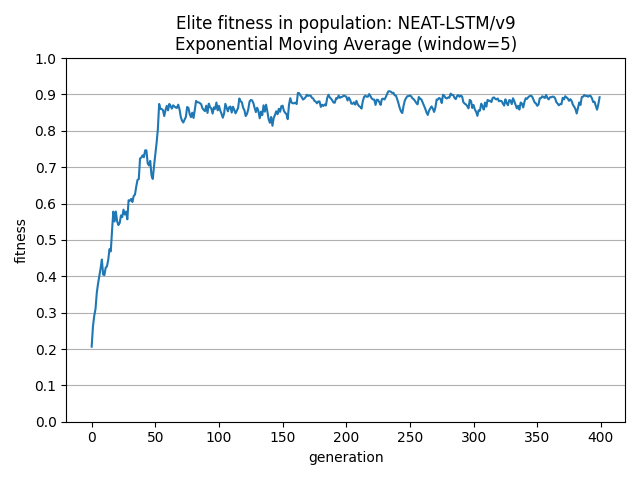 Elite fitness in population: NEAT-LSTM/v9
Exponential Moving Average (window=5)
1.0
0.9
0.8
0.7
0.6
0.5
0.4
0.3
0.2
0.1
0.0
fitness
0 50 100 150 200 250 300 350 400
generation